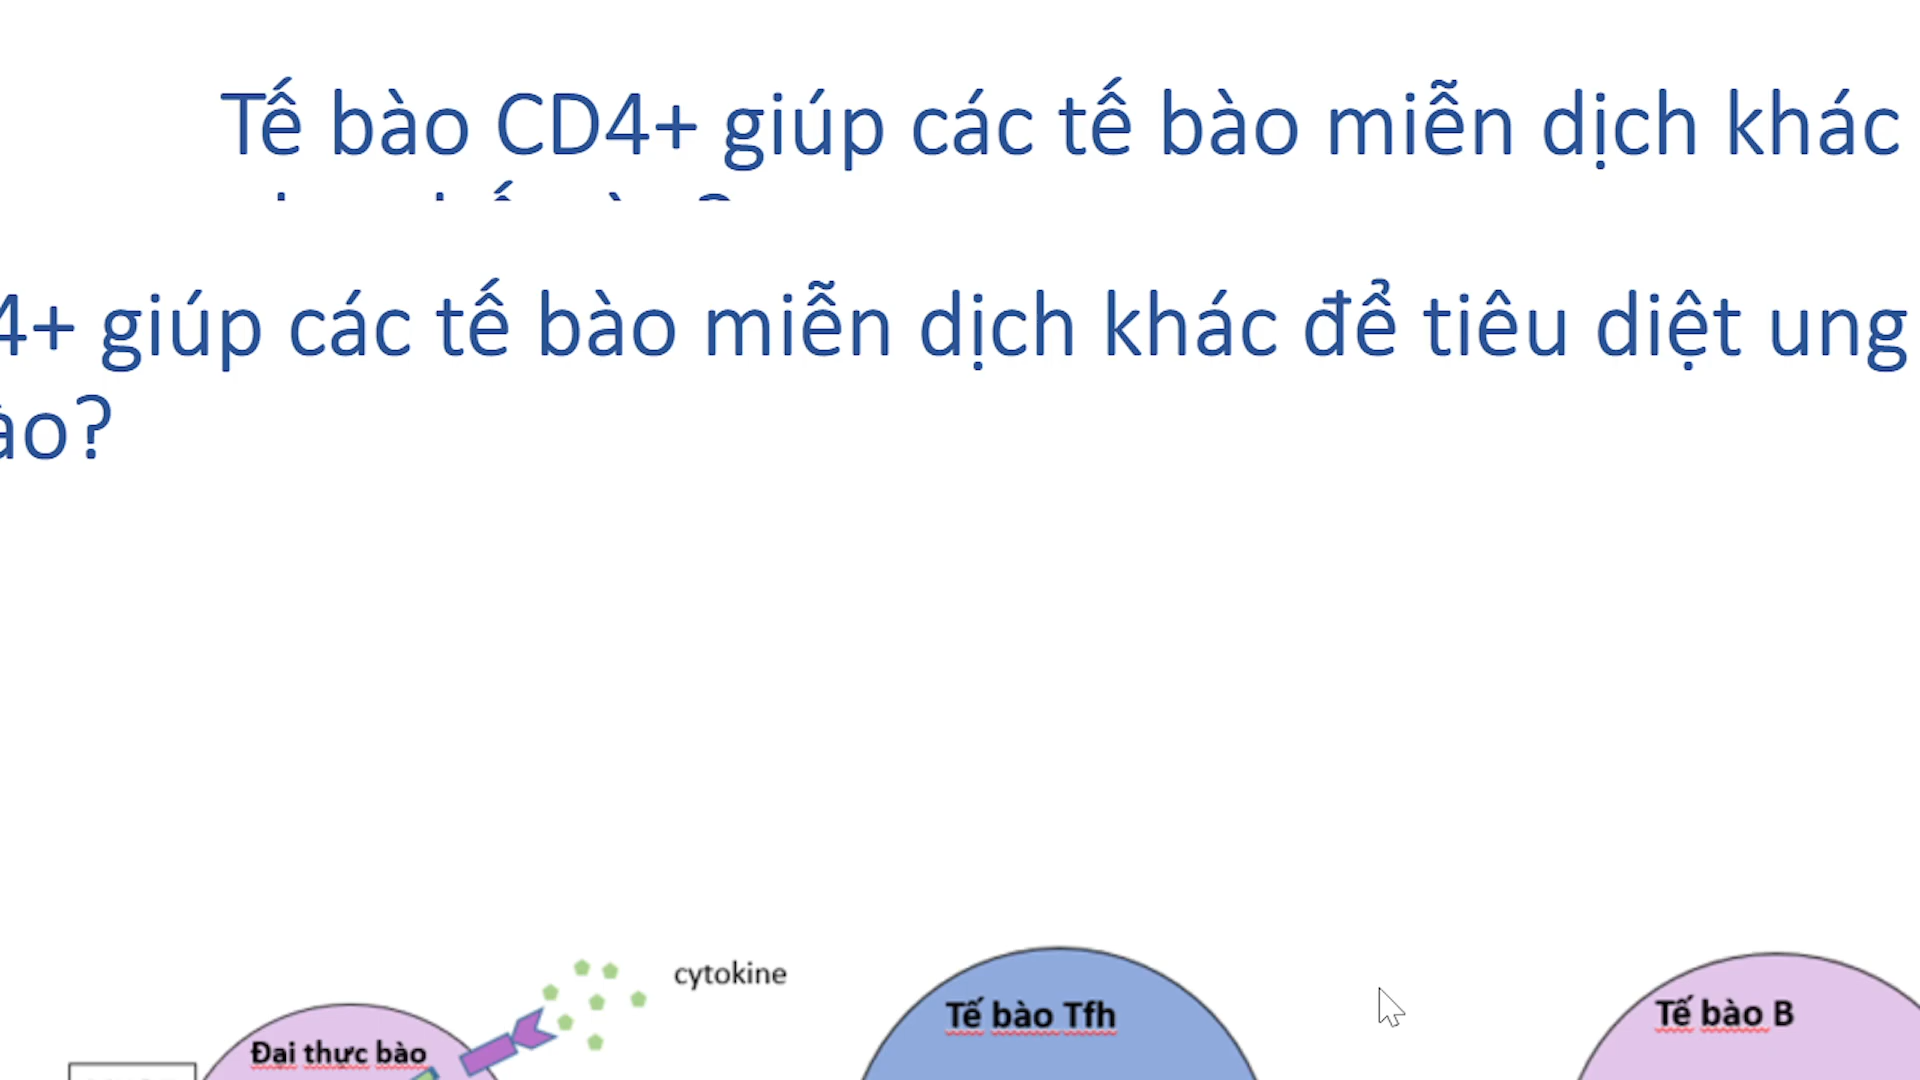 Tế bào CD4+ giúp các tế bào miễn dịch khác
4+ giúp các tế bào miễn dịch khác để tiêu diệt ung
ào?
cytokine
Tế bào Tfh
Tế bào B
Đại thực bào